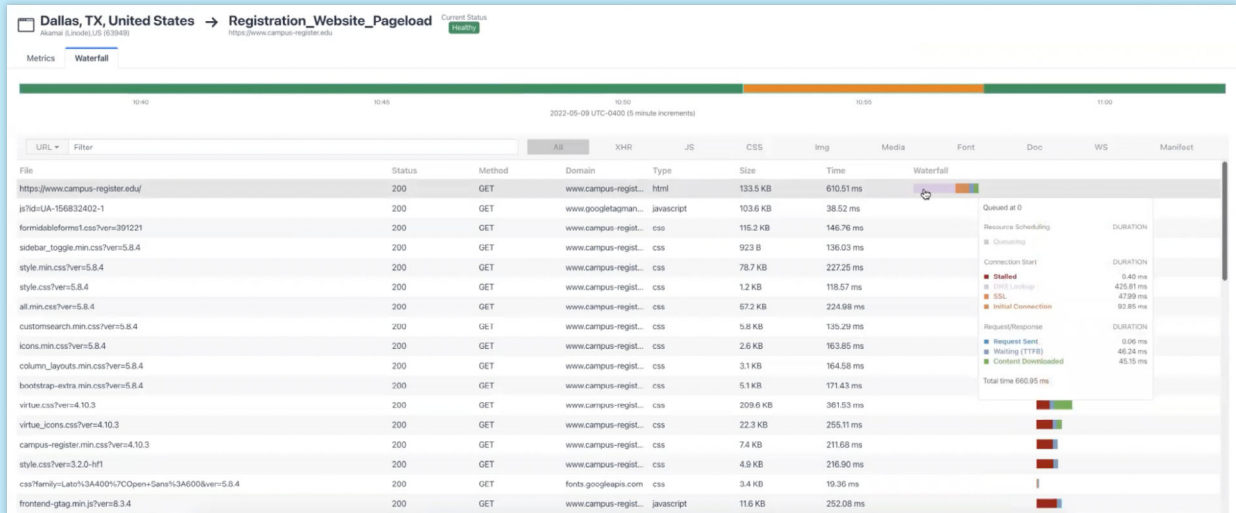 Dallas, TX, United States → Registration_Website_Pageload Current Status
Akamai (Linode),US (63949) https://www.campus-register.edu Healthy
Metrics Waterfall
10:40 10:45 10:50 10:55 11:00
2022-05-09 UTC-0400 (5 minute increments)
URL Filter All XHR JS CSS Img Media Font Doc WS Manifest
File Status Method Domain Type Size Time Waterfall
https://www.campus-register.edu/ 200 GET www.campus-regist... html 133.5 KB 610.51 ms
js?id=UA-156832402-1 200 GET www.googletagman... javascript 103.6 KB 38.52 ms
formidableforms1.css?ver=391221 200 GET www.campus-regist... css 115.2 KB 146.76 ms
sidebar_toggle.min.css?ver=5.8.4 200 GET www.campus-regist... css 923 B 136.03 ms
style.min.css?ver=5.8.4 200 GET www.campus-regist... css 78.7 KB 227.25 ms
style.css?ver=5.8.4 200 GET www.campus-regist... css 1.2 KB 118.57 ms
all.min.css?ver=5.8.4 200 GET www.campus-regist... css 57.2 KB 224.98 ms
customsearch.min.css?ver=5.8.4 200 GET www.campus-regist... css 5.8 KB 135.29 ms
icons.min.css?ver=5.8.4 200 GET www.campus-regist... css 2.6 KB 163.85 ms
column_layouts.min.css?ver=5.8.4 200 GET www.campus-regist... css 3.1 KB 164.58 ms
bootstrap-extra.min.css?ver=5.8.4 200 GET www.campus-regist... css 5.1 KB 171.43 ms
virtue.css?ver=4.10.3 200 GET www.campus-regist... css 209.6 KB 361.53 ms
virtue_icons.css?ver=4.10.3 200 GET www.campus-regist... css 22.3 KB 255.11 ms
campus-register.min.css?ver=4.10.3 200 GET www.campus-regist... css 7.4 KB 211.68 ms
style.css?ver=3.2.0-hf1 200 GET www.campus-regist... css 4.9 KB 216.90 ms
css?family=Lato%3A400%7COpen+Sans%3A600&ver=5.8.4 200 GET fonts.googleapis.com css 3.4 KB 19.36 ms
frontend-gtag.min.js?ver=8.3.4 200 GET www.campus-regist... javascript 11.6 KB 252.08 ms
Queued at 0
Resource Scheduling DURATION
Queueing
Connection Start DURATION
Stalled 0.40 ms
DNS Lookup 425.61 ms
SSL 47.99 ms
Initial Connection 92.85 ms
Request/Response DURATION
Request Sent 0.06 ms
Waiting (TTFB) 46.24 ms
Content Downloaded 45.15 ms
Total time 660.95 ms